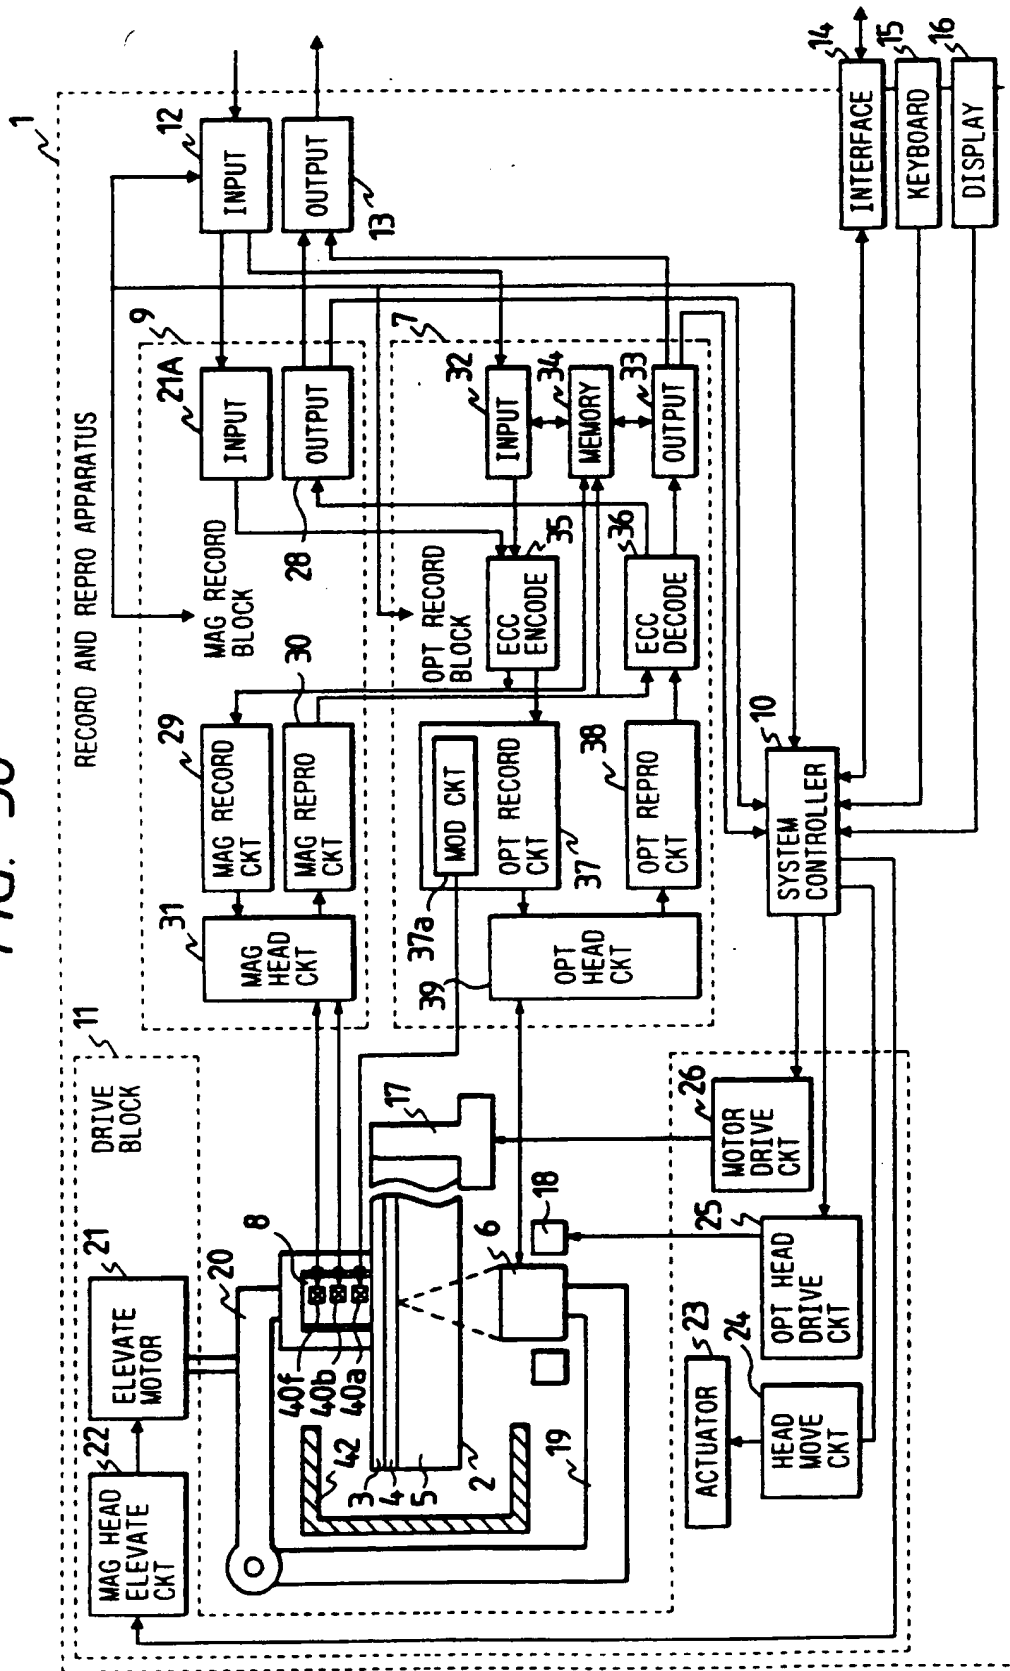 RECORD AND REPRO APPARATUS
1
11
DRIVE
BLOCK
22
MAG HEAD
ELEVATE
CKT
21
ELEVATE
MOTOR
20
8
40f
40b
40a
42
3
4
5
2
17
6
18
19
23
ACTUATOR
24
HEAD
MOVE
CKT
25
OPT HEAD
DRIVE
CKT
26
MOTOR
DRIVE
CKT
9
MAG RECORD
BLOCK
31
MAG
HEAD
CKT
29
MAG RECORD
CKT
30
MAG REPRO
CKT
21A
INPUT
28
OUTPUT
12
INPUT
13
OUTPUT
7
OPT RECORD
BLOCK
39
OPT
HEAD
CKT
37a
MOD CKT
OPT RECORD
CKT
37
38
OPT REPRO
CKT
35
ECC
ENCODE
36
ECC
DECODE
32
INPUT
34
MEMORY
33
OUTPUT
10
SYSTEM
CONTROLLER
14
INTERFACE
15
KEYBOARD
16
DISPLAY